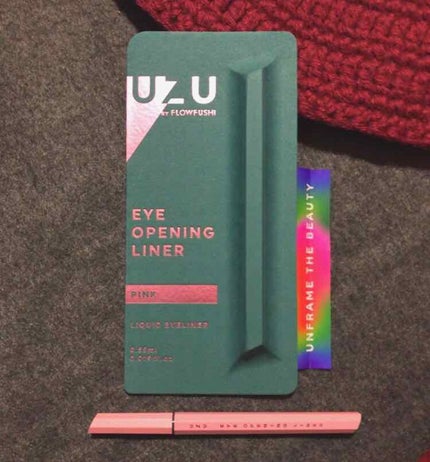 UZU
BY FLOWFUSHI
EYE
OPENING
LINER
PINK
LIQUID EYELINER
UNFRAME THE BEAUTY